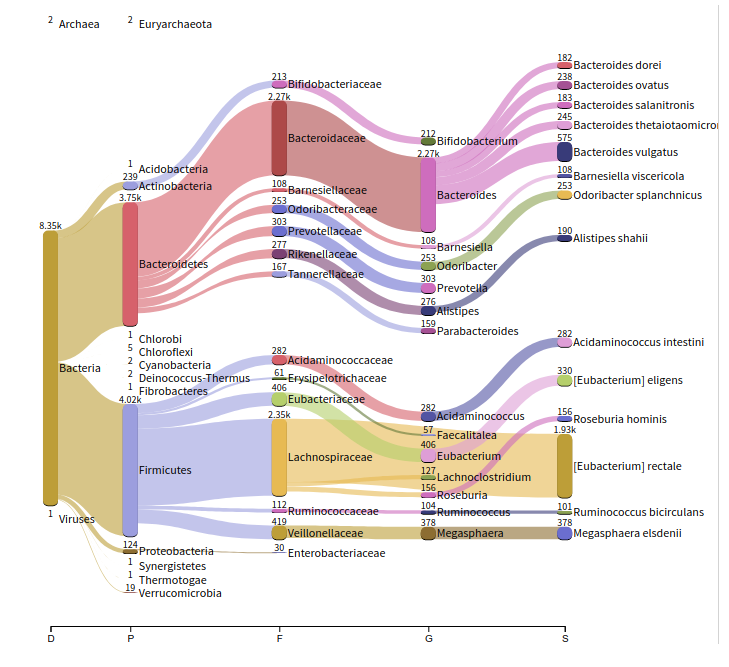 2 Archaea
2 Euryarchaeota
8.35k
Bacteria
1
Viruses
1
Acidobacteria
239
Actinobacteria
3.75k
Bacteroidetes
1
Chlorobi
5
Chloroflexi
2
Cyanobacteria
2
Deinococcus-Thermus
1
Fibrobacteres
4.02k
Firmicutes
124
Proteobacteria
1
Synergistetes
1
Thermotogae
19
Verrucomicrobia
213
Bifidobacteriaceae
2.27k
Bacteroidaceae
108
Barnesiellaceae
253
Odoribacteraceae
303
Prevotellaceae
277
Rikenellaceae
167
Tannerellaceae
282
Acidaminococcaceae
61
Erysipelotrichaceae
406
Eubacteriaceae
2.35k
Lachnospiraceae
112
Ruminococcaceae
419
Veillonellaceae
30
Enterobacteriaceae
212
Bifidobacterium
2.27k
Bacteroides
108
Barnesiella
253
Odoribacter
303
Prevotella
276
Alistipes
159
Parabacteroides
282
Acidaminococcus
57
Faecalitalea
406
Eubacterium
127
Lachnoclostridium
156
Roseburia
104
Ruminococcus
378
Megasphaera
182
Bacteroides dorei
238
Bacteroides ovatus
183
Bacteroides salanitronis
245
Bacteroides thetaiotaomicro
575
Bacteroides vulgatus
108
Barnesiella viscericola
253
Odoribacter splanchnicus
190
Alistipes shahii
282
Acidaminococcus intestini
330
[Eubacterium] eligens
156
Roseburia hominis
1.93k
[Eubacterium] rectale
101
Ruminococcus bicirculans
378
Megasphaera elsdenii
D P F G S